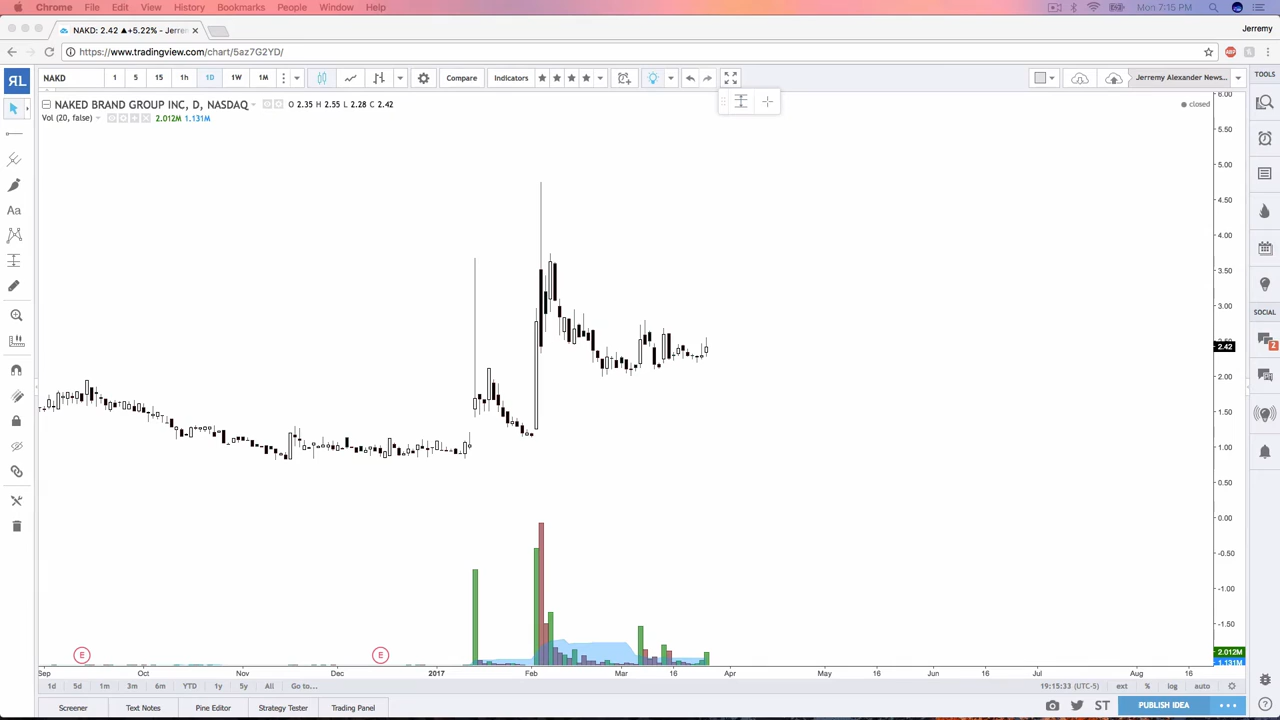 Chrome File Edit View History Bookmarks People Window Help Mon 7:15 PM
NAKD: 2.42 ▲+5.22% - Jerre Jerremy
https://www.tradingview.com/chart/5az7G2YD/
NAKD 1 5 15 1h 1D 1W 1M Compare Indicators Jeremy Alexander News... TOOLS
NAKED BRAND GROUP INC, D, NASDAQ O 2.35 H 2.55 L 2.28 C 2.42 closed
Vol (20, false) 2.012M 1.131M
6.00
5.50
5.00
4.50
4.00
3.50
3.00
SOCIAL
2.42
2
2.00
1.50
1.00
0.50
0.00
-0.50
-1.00
-1.50
2.012M
E E
1.131M
Sep Oct Nov Dec 2017 Feb Mar 16 Apr May 16 Jun Jul Aug 16
1d 5d 1m 3m 6m YTD 1y 5y All Go to... 19:15:33 (UTC-5) ext % log auto
Screener Text Notes Pine Editor Strategy Tester Trading Panel ST PUBLISH IDEA